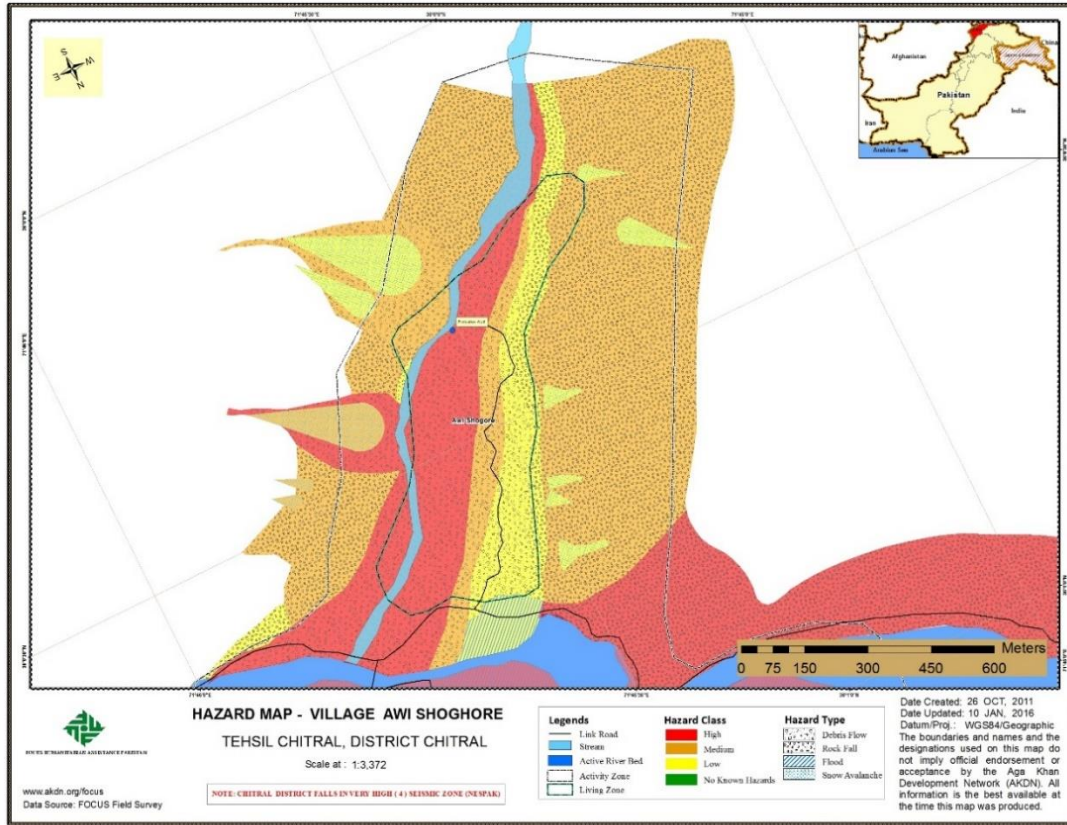 Afghanistan
China
Pakistan
India
Iran
Arabian Sea
S
W
E
N
Awi Shogore
Meters
0 75 150 300 450 600
HAZARD MAP - VILLAGE AWI SHOGHORE
TEHSIL CHITRAL, DISTRICT CHITRAL
Scale at : 1:3,372
NOTE: CHITRAL DISTRICT FALLS IN VERY HIGH ( 4 ) SEISMIC ZONE (NESPAK)
FOCUS HUMANITARIAN ASSISTANCE PAKISTAN
www.akdn.org/focus
Data Source: FOCUS Field Survey
Legends
Link Road
Stream
Active River Bed
Activity Zone
Living Zone
Hazard Class
High
Medium
Low
No Known Hazards
Hazard Type
Debris Flow
Rock Fall
Flood
Snow Avalanche
Date Created: 26 OCT, 2011
Date Updated: 10 JAN, 2016
Datum/Proj.: WGS84/Geographic
The boundaries and names and the
designations used on this map do
not imply official endorsement or
acceptance by the Aga Khan
Development Network (AKDN). All
information is the best available at
the time this map was produced.